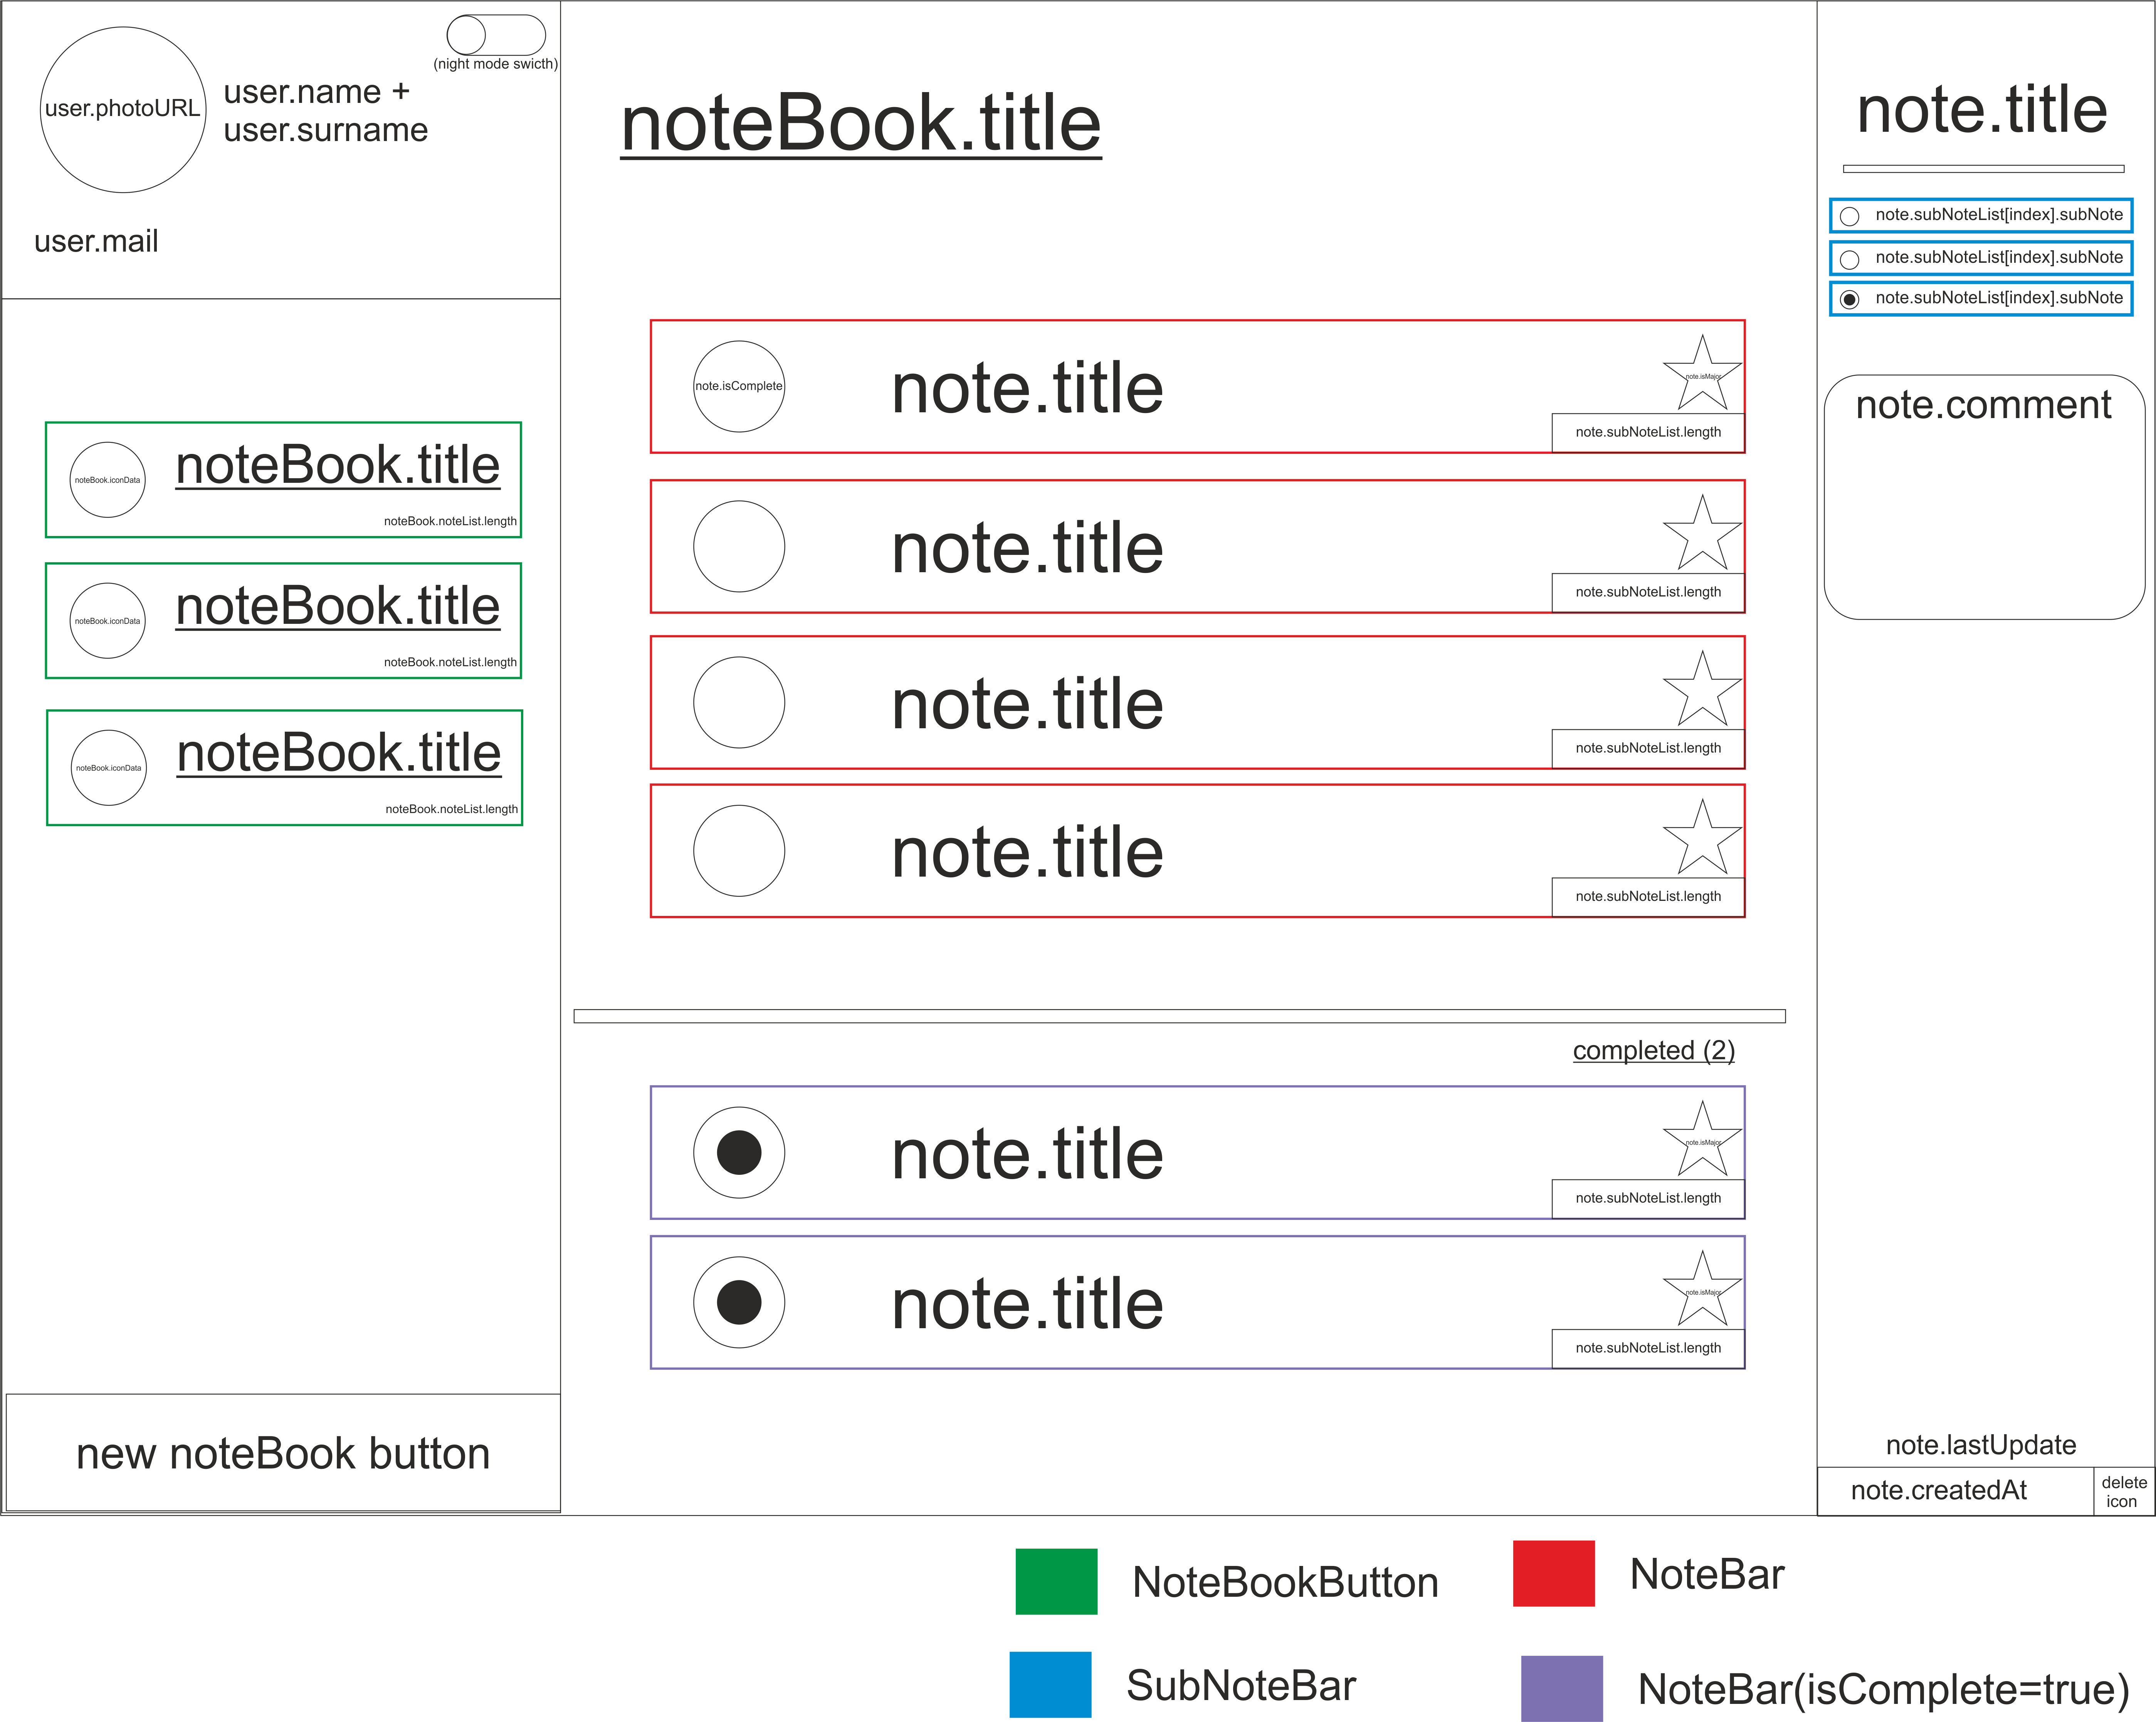 user.photoURL
user.name +
user.surname
(night mode swicth)
user.mail
noteBook.iconData
noteBook.title
noteBook.noteList.length
noteBook.iconData
noteBook.title
noteBook.noteList.length
noteBook.iconData
noteBook.title
noteBook.noteList.length
new noteBook button
noteBook.title
note.isComplete
note.title
note.isMajor
note.subNoteList.length
note.title
note.subNoteList.length
note.title
note.subNoteList.length
note.title
note.subNoteList.length
completed (2)
note.title
note.isMajor
note.subNoteList.length
note.title
note.isMajor
note.subNoteList.length
note.title
note.subNoteList[index].subNote
note.subNoteList[index].subNote
note.subNoteList[index].subNote
note.comment
note.lastUpdate
note.createdAt
delete
icon
NoteBookButton
NoteBar
SubNoteBar
NoteBar(isComplete=true)